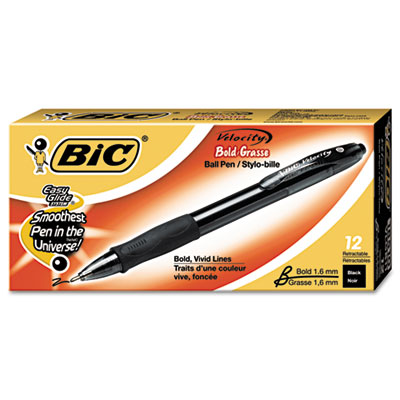 BiC
Velocity
Bold•Grasse
Ball Pen / Stylo-bille
Easy
Glide
SYSTEM
Smoothest
Pen in the
Universe!
Velocity
Bold, Vivid Lines
Traits d'une couleur
vive, foncée
12
Retractable
Rétractables
B Bold 1.6 mm
Grasse 1,6 mm
Black
Noir